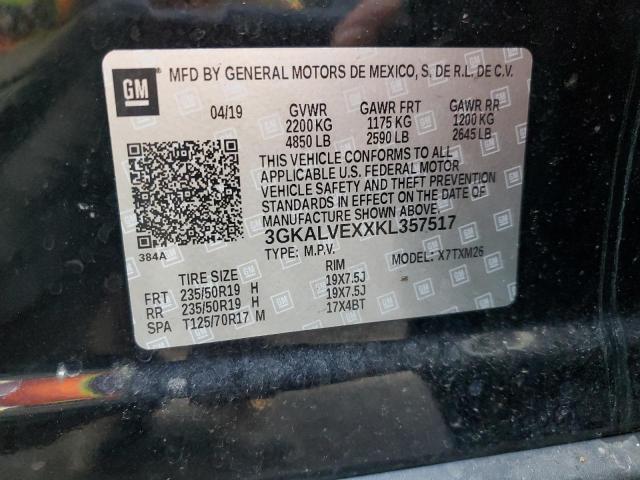 GM MFD BY GENERAL MOTORS DE MEXICO, S. DE R.L. DE C.V.
04/19 GVWR GAWR FRT GAWR RR
2200 KG 1175 KG 1200 KG
4850 LB 2590 LB 2645 LB
THIS VEHICLE CONFORMS TO ALL
APPLICABLE U.S. FEDERAL MOTOR
VEHICLE SAFETY AND THEFT PREVENTION
STANDARDS IN EFFECT ON THE DATE OF
MANUFACTURE SHOWN ABOVE.
3GKALVEXXKL357517
384A TYPE: M.P.V. MODEL: X7TXM26
TIRE SIZE RIM
FRT 235/50R19 H 19X7.5J
RR 235/50R19 H 19X7.5J
SPA T125/70R17 M 17X4BT